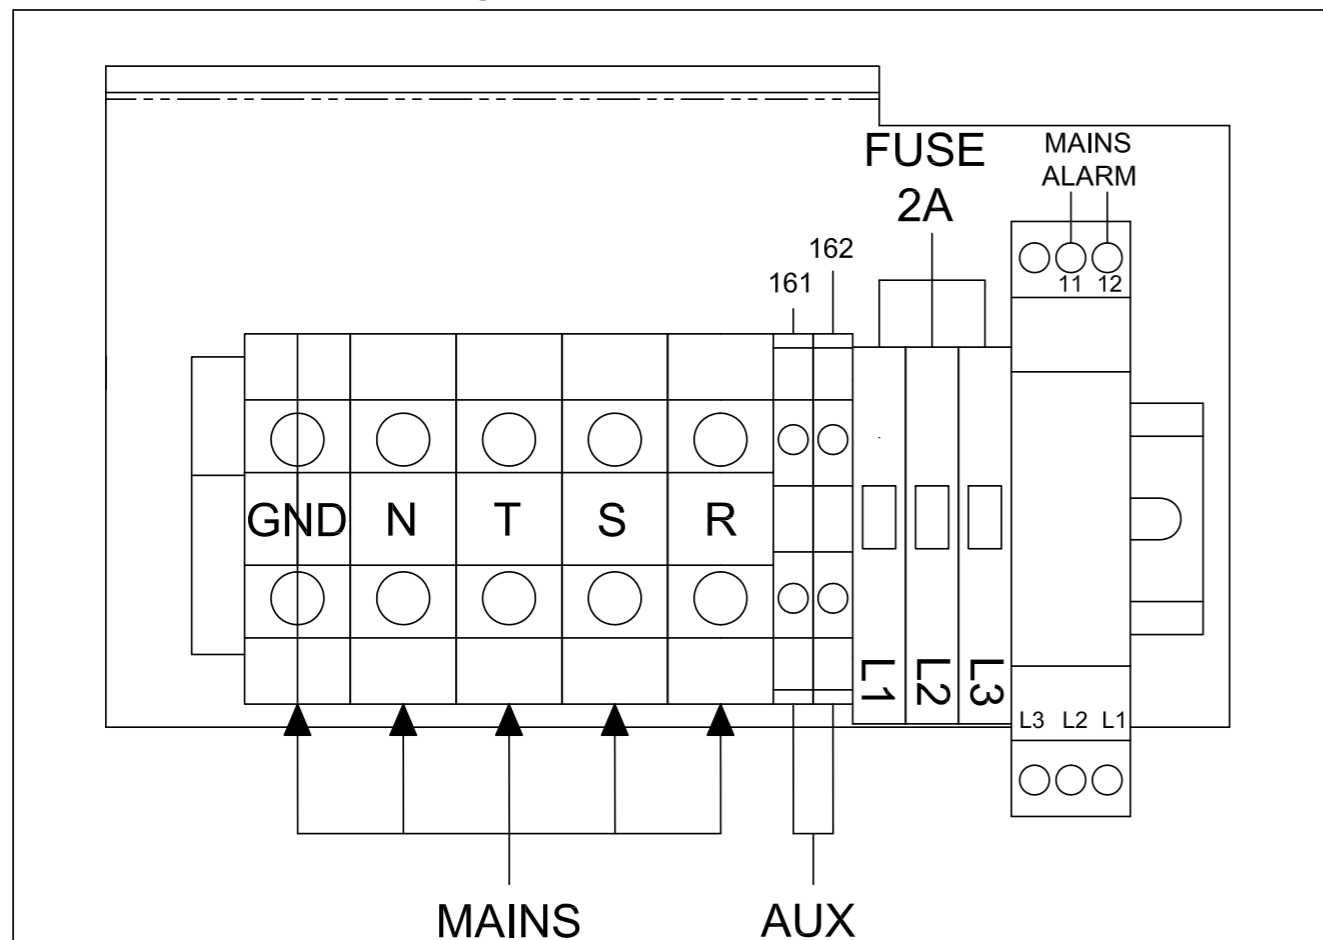 FUSE
2A
MAINS
ALARM
162
161
11 12
GND N T S R
L1 L2 L3
L3 L2 L1
MAINS
AUX